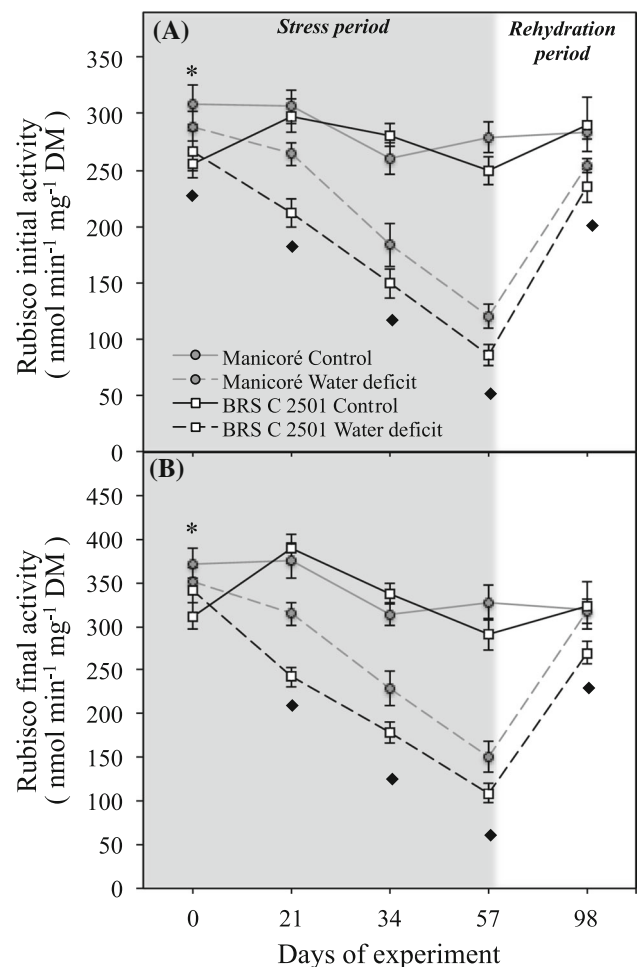 (A)
Stress period
Rehydration
period
*
350
300
250
200
150
100
50
0
Rubisco initial activity
( nmol min-1 mg-1 DM )
Manicoré Control
Manicoré Water deficit
BRS C 2501 Control
BRS C 2501 Water deficit
(B)
*
450
400
350
300
250
200
150
100
50
0
Rubisco final activity
( nmol min-1 mg-1 DM )
0 21 34 57 98
Days of experiment